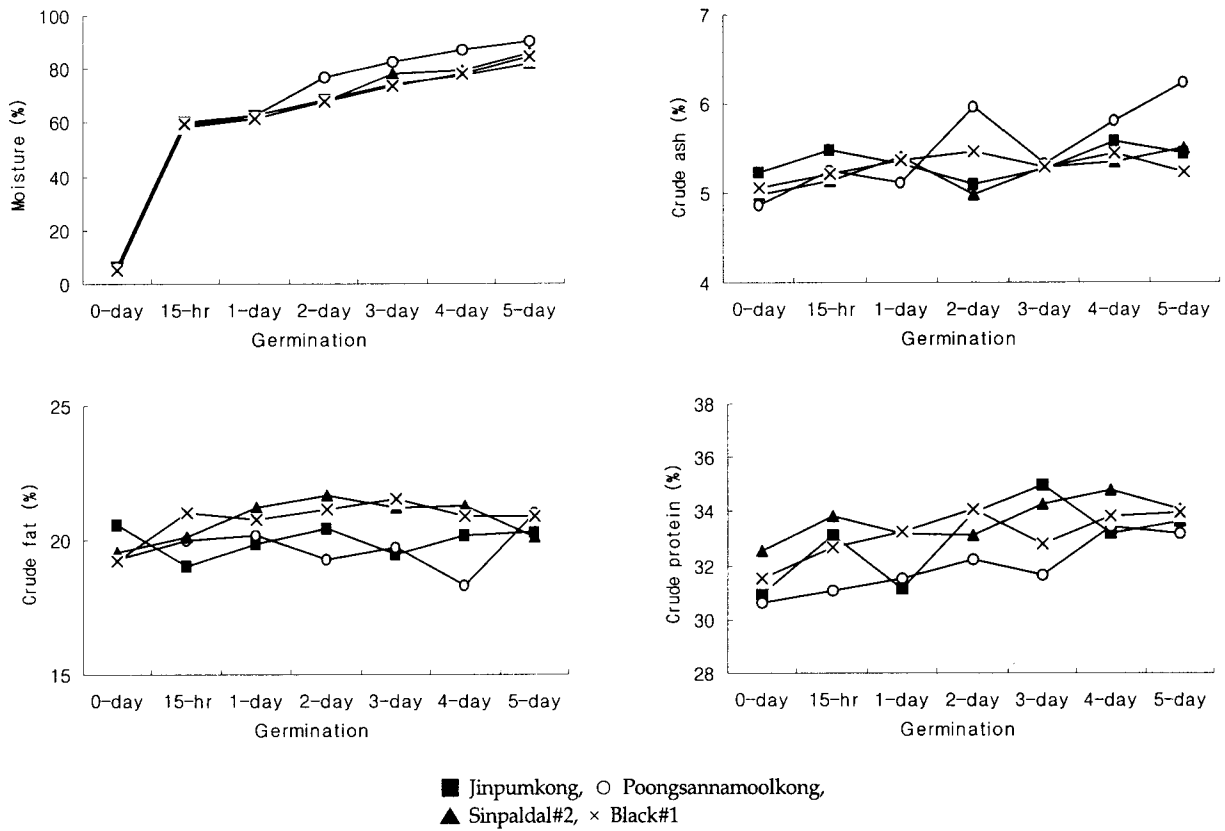 100
80
60
40
20
0
Moisture (%)
0-day 15-hr 1-day 2-day 3-day 4-day 5-day
Germination
7
6
5
4
Crude ash (%)
0-day 15-hr 1-day 2-day 3-day 4-day 5-day
Germination
25
20
15
Crude fat (%)
0-day 15-hr 1-day 2-day 3-day 4-day 5-day
Germination
38
36
34
32
30
28
Crude protein (%)
0-day 15-hr 1-day 2-day 3-day 4-day 5-day
Germination
■ Jinpumkong, ○ Poongsannamoolkong,
▲ Sinpaldal#2, × Black#1